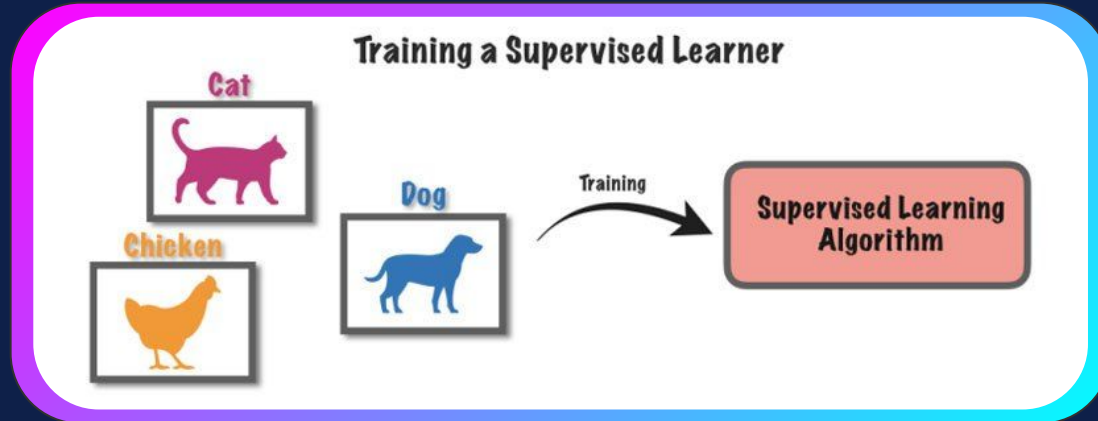 Training a Supervised Learner
Cat
Dog
Chicken
Training
Supervised Learning
Algorithm